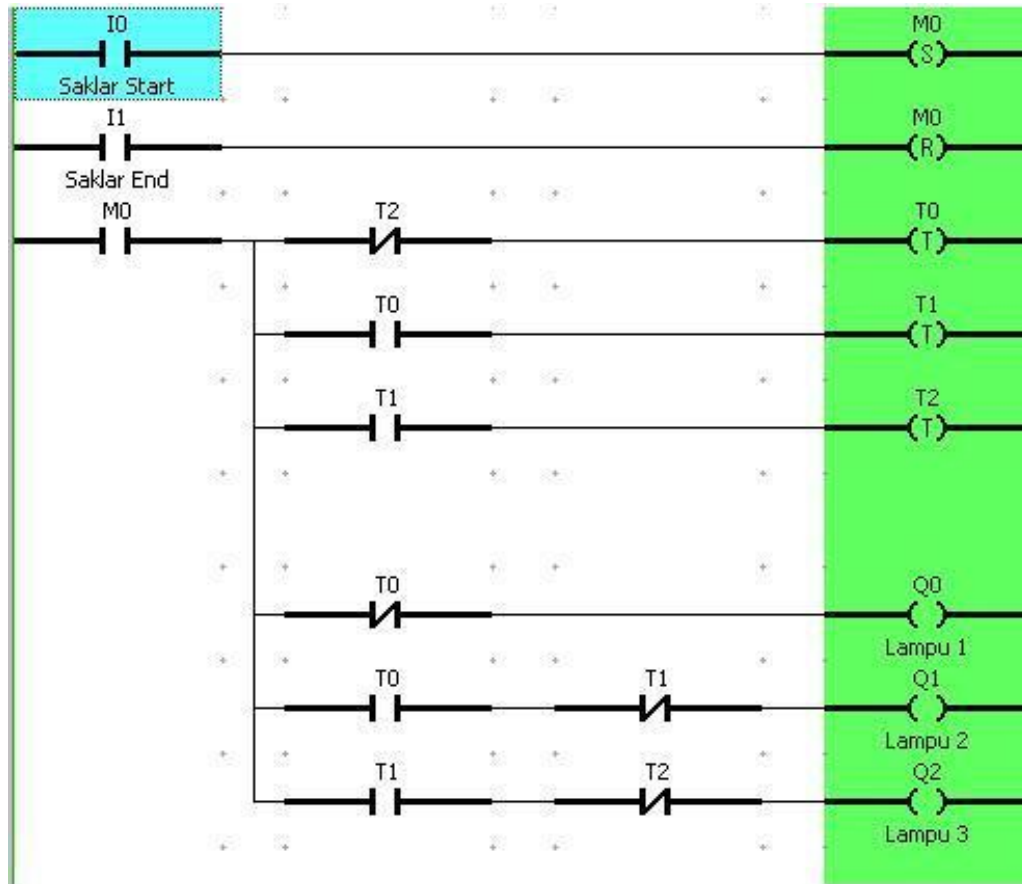 I0 M0
(S)
Saklar Start
I1 M0
(R)
Saklar End
M0 T2 T0
(T)
T0 T1
(T)
T1 T2
(T)
T0 Q0
Lampu 1
T0 T1 Q1
Lampu 2
T1 T2 Q2
Lampu 3